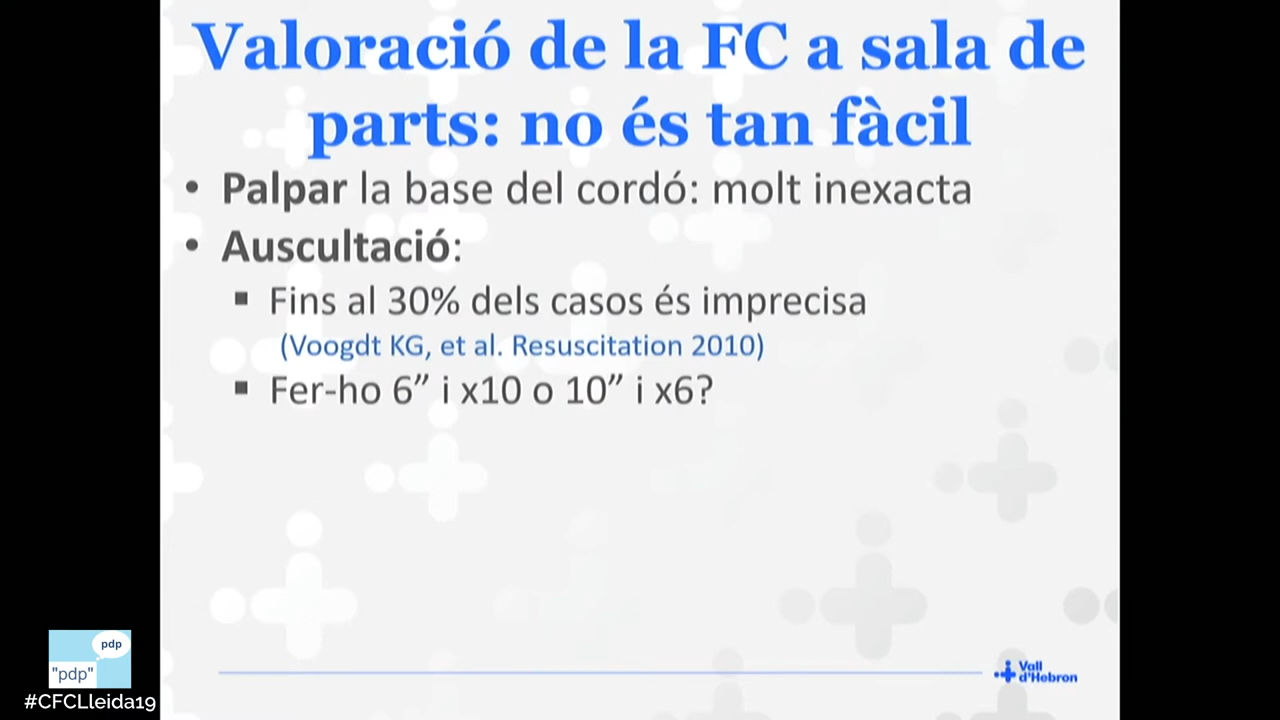 Valoració de la FC a sala de
parts: no és tan fàcil
• Palpar la base del cordó: molt inexacta
• Auscultació:
▪ Fins al 30% dels casos és imprecisa
(Voogdt KG, et al. Resuscitation 2010)
▪ Fer-ho 6” i x10 o 10” i x6?
Vall
d'Hebron
pdp
"pdp"
#CFCLleida19